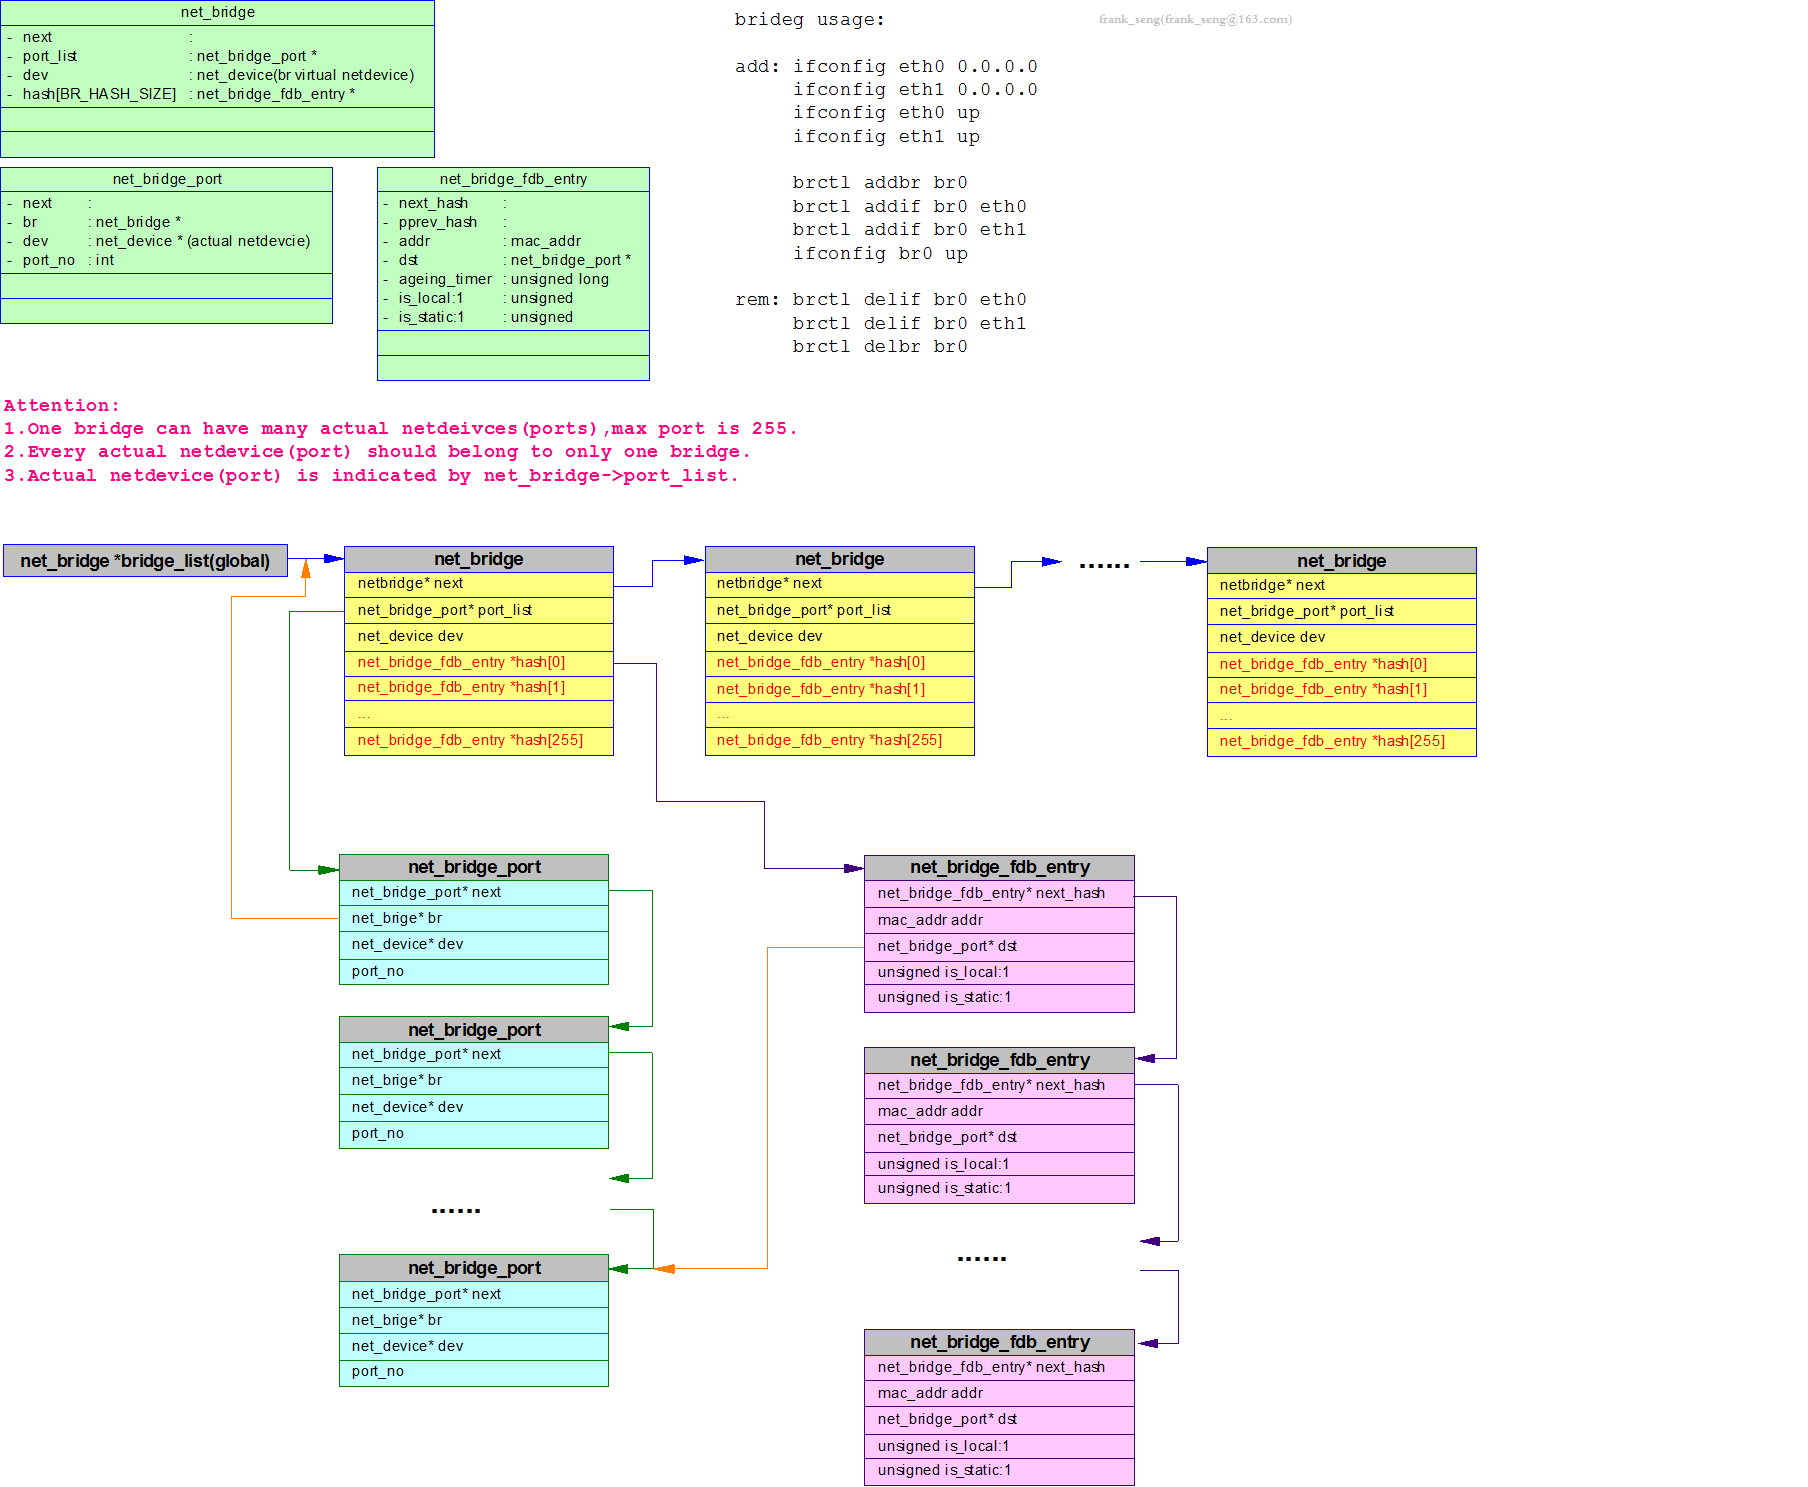 net_bridge
- next :
- port_list : net_bridge_port *
- dev : net_device(br virtual netdevice)
- hash[BR_HASH_SIZE] : net_bridge_fdb_entry *
net_bridge_port
- next :
- br : net_bridge *
- dev : net_device * (actual netdevcie)
- port_no : int
net_bridge_fdb_entry
- next_hash :
- pprev_hash :
- addr : mac_addr
- dst : net_bridge_port *
- ageing_timer : unsigned long
- is_local:1 : unsigned
- is_static:1 : unsigned
brideg usage:
frank_seng(frank_seng@163.com)
add: ifconfig eth0 0.0.0.0
ifconfig eth1 0.0.0.0
ifconfig eth0 up
ifconfig eth1 up
brctl addbr br0
brctl addif br0 eth0
brctl addif br0 eth1
ifconfig br0 up
rem: brctl delif br0 eth0
brctl delif br0 eth1
brctl delbr br0
Attention:
1.One bridge can have many actual netdeivces(ports),max port is 255.
2.Every actual netdevice(port) should belong to only one bridge.
3.Actual netdevice(port) is indicated by net_bridge->port_list.
net_bridge *bridge_list(global)
net_bridge
netbridge* next
net_bridge_port* port_list
net_device dev
net_bridge_fdb_entry *hash[0]
net_bridge_fdb_entry *hash[1]
...
net_bridge_fdb_entry *hash[255]
net_bridge
netbridge* next
net_bridge_port* port_list
net_device dev
net_bridge_fdb_entry *hash[0]
net_bridge_fdb_entry *hash[1]
...
net_bridge_fdb_entry *hash[255]
......
net_bridge
netbridge* next
net_bridge_port* port_list
net_device dev
net_bridge_fdb_entry *hash[0]
net_bridge_fdb_entry *hash[1]
...
net_bridge_fdb_entry *hash[255]
net_bridge_port
net_bridge_port* next
net_brige* br
net_device* dev
port_no
net_bridge_port
net_bridge_port* next
net_brige* br
net_device* dev
port_no
......
net_bridge_port
net_bridge_port* next
net_brige* br
net_device* dev
port_no
net_bridge_fdb_entry
net_bridge_fdb_entry* next_hash
mac_addr addr
net_bridge_port* dst
unsigned is_local:1
unsigned is_static:1
net_bridge_fdb_entry
net_bridge_fdb_entry* next_hash
mac_addr addr
net_bridge_port* dst
unsigned is_local:1
unsigned is_static:1
......
net_bridge_fdb_entry
net_bridge_fdb_entry* next_hash
mac_addr addr
net_bridge_port* dst
unsigned is_local:1
unsigned is_static:1